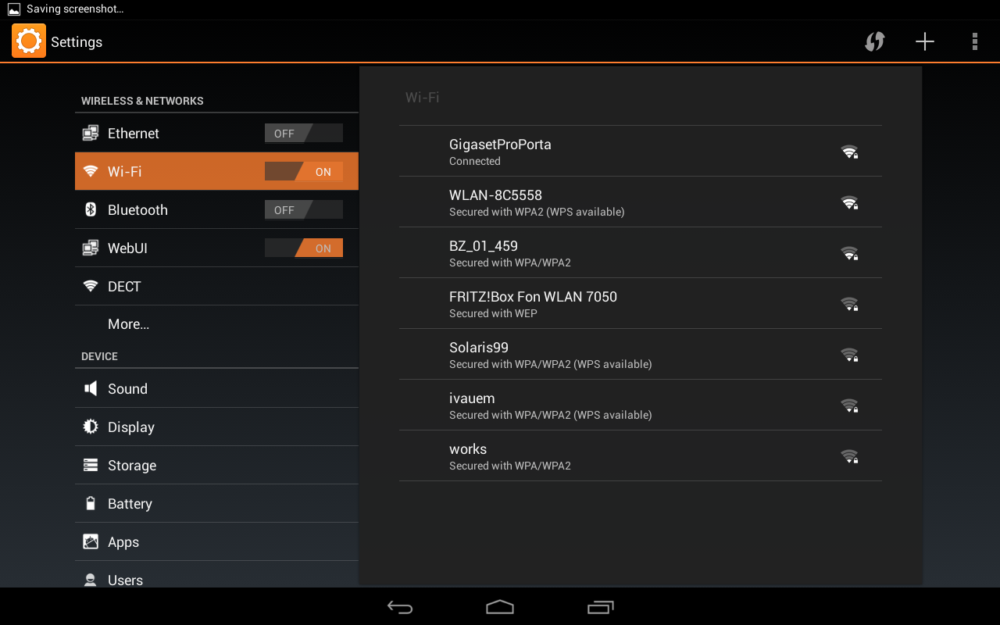 Saving screenshot...
Settings
WIRELESS & NETWORKS
Ethernet OFF
Wi-Fi ON
Bluetooth OFF
WebUI ON
DECT
More...
DEVICE
Sound
Display
Storage
Battery
Apps
Users
Wi-Fi
GigasetProPorta
Connected
WLAN-8C5558
Secured with WPA2 (WPS available)
BZ_01_459
Secured with WPA/WPA2
FRITZ!Box Fon WLAN 7050
Secured with WEP
Solaris99
Secured with WPA/WPA2 (WPS available)
ivauem
Secured with WPA/WPA2 (WPS available)
works
Secured with WPA/WPA2